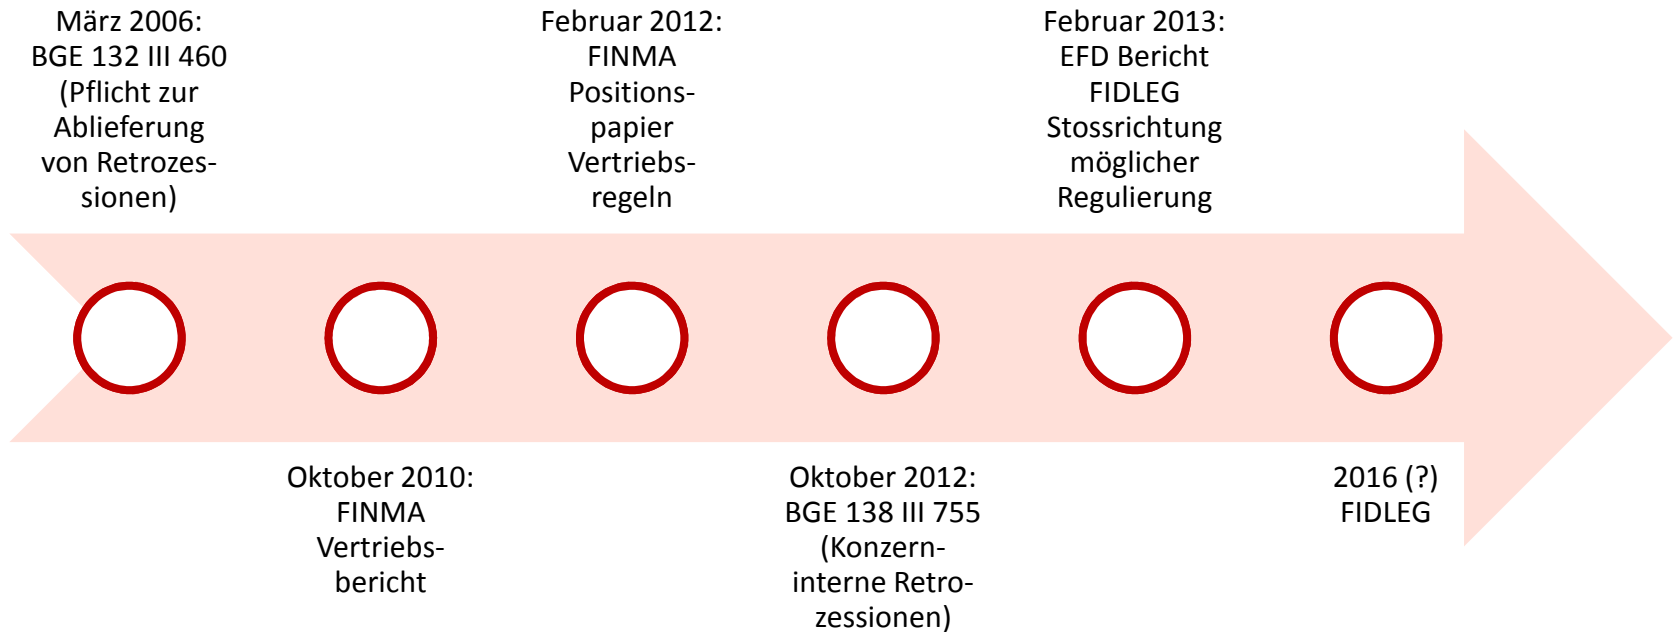 März 2006:
BGE 132 III 460
(Pflicht zur
Ablieferung
von Retrozes-
sionen)
Oktober 2010:
FINMA
Vertriebs-
bericht
Februar 2012:
FINMA
Positions-
papier
Vertriebs-
regeln
Oktober 2012:
BGE 138 III 755
(Konzern-
interne Retro-
zessionen)
Februar 2013:
EFD Bericht
FIDLEG
Stossrichtung
möglicher
Regulierung
2016 (?)
FIDLEG